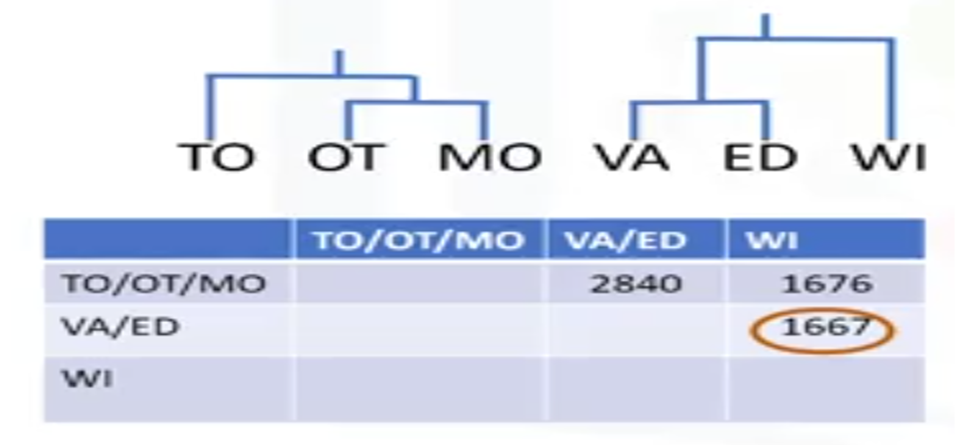 TO OT MO VA ED WI
TO/OT/MO VA/ED WI
TO/OT/MO 2840 1676
VA/ED 1667
WI